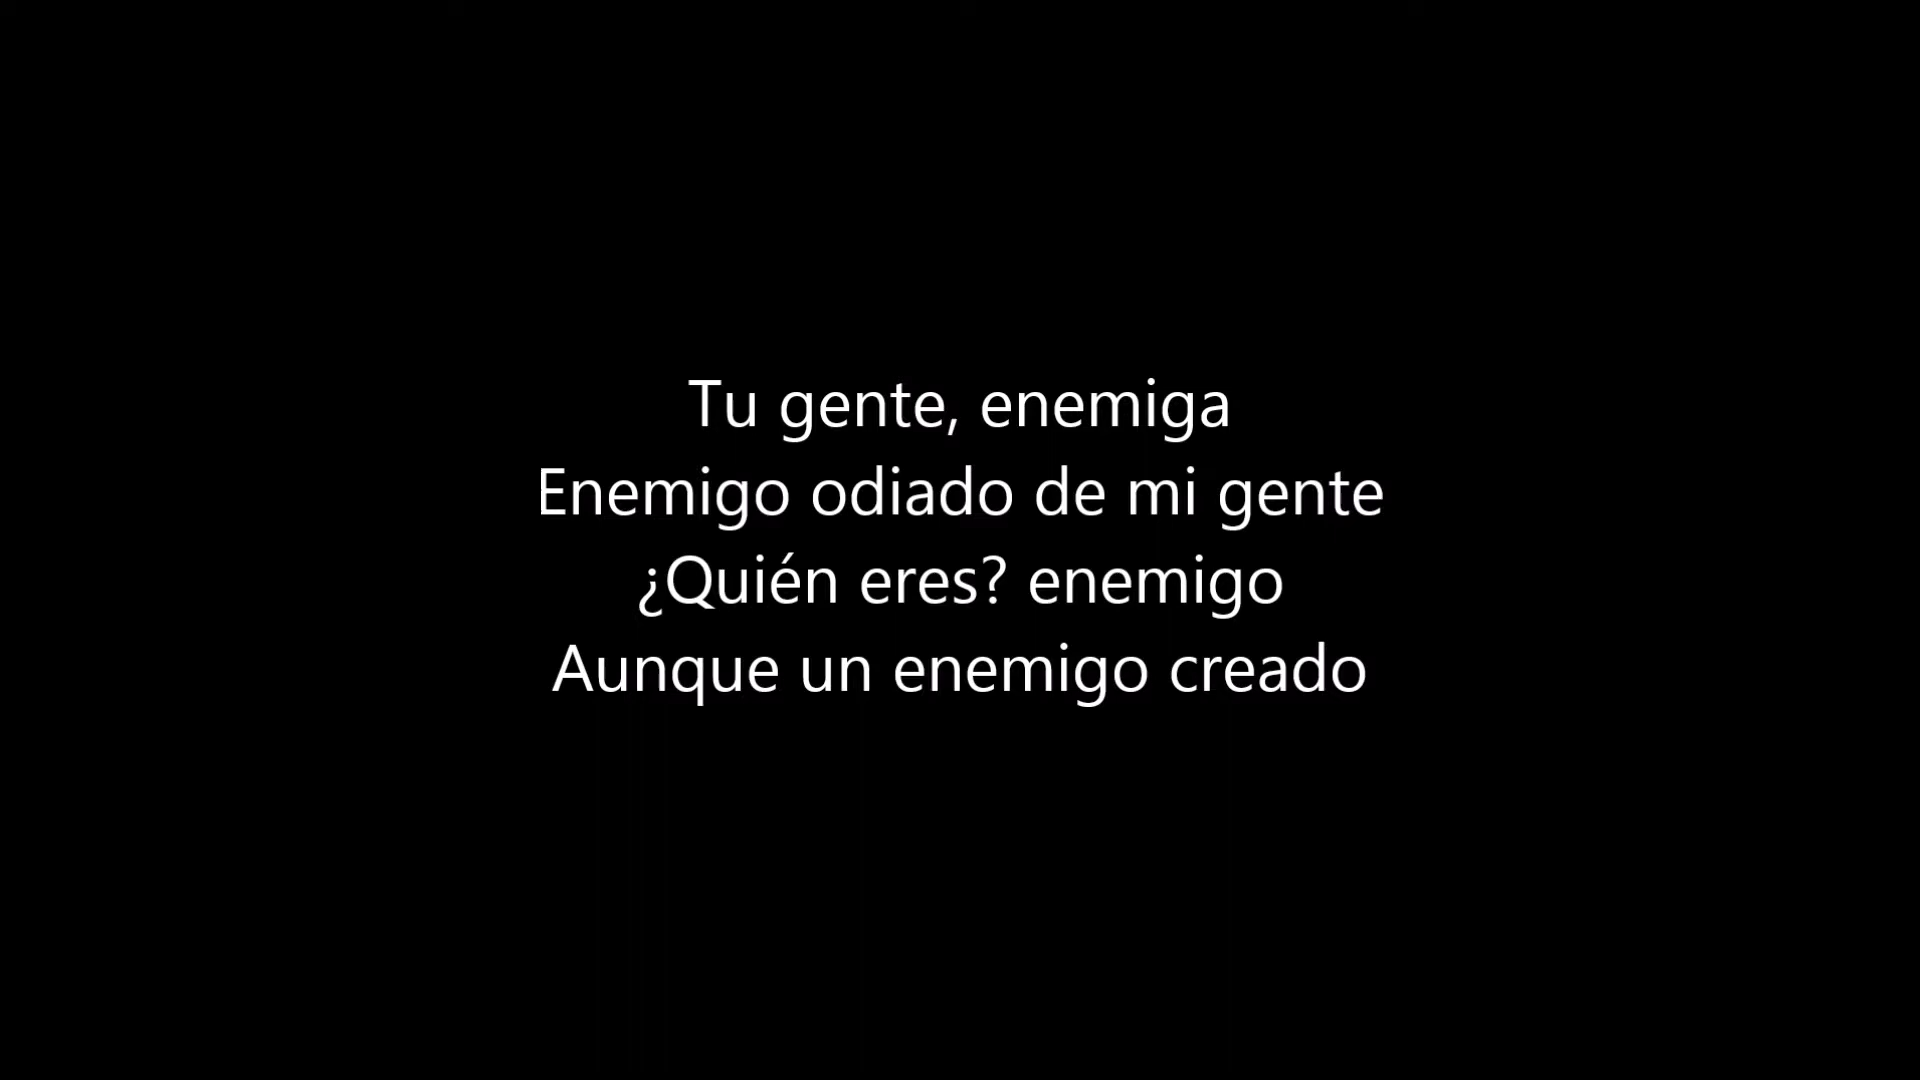 Tu gente, enemiga
Enemigo odiado de mi gente
¿Quién eres? enemigo
Aunque un enemigo creado